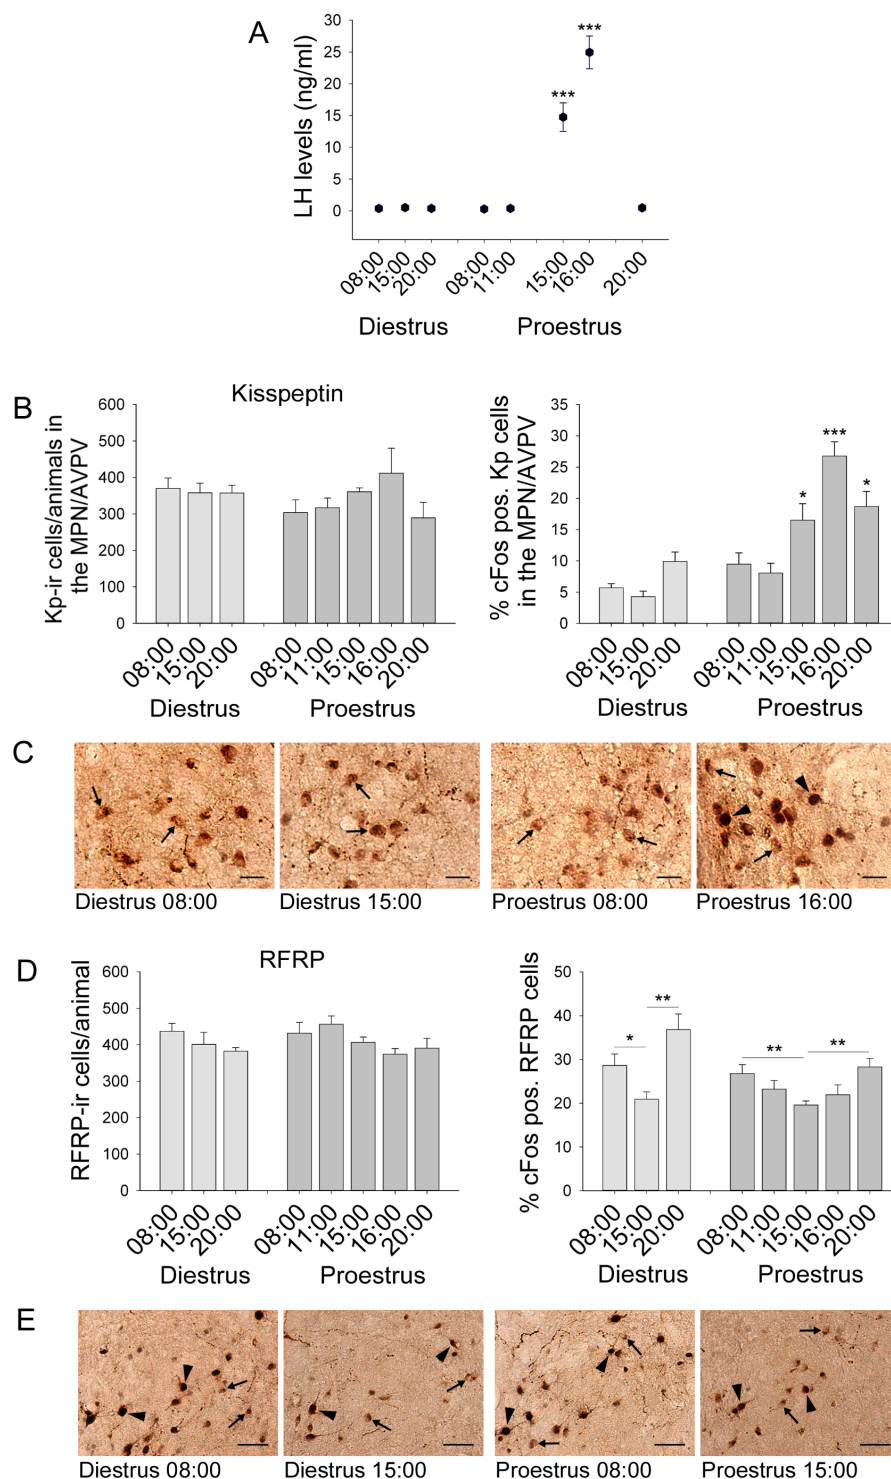 A
LH levels (ng/ml)
30
25
20
15
10
5
0
***
***
08:00
15:00
20:00
08:00
11:00
15:00
16:00
20:00
Diestrus
Proestrus
B
Kisspeptin
Kp-ir cells/animals in
the MPN/AVPV
600
500
400
300
200
100
0
08:00
15:00
20:00
08:00
11:00
15:00
16:00
20:00
Diestrus
Proestrus
% cFos pos. Kp cells
in the MPN/AVPV
35
30
25
20
15
10
5
0
*
***
*
08:00
15:00
20:00
08:00
11:00
15:00
16:00
20:00
Diestrus
Proestrus
C
Diestrus 08:00
Diestrus 15:00
Proestrus 08:00
Proestrus 16:00
D
RFRP
RFRP-ir cells/animal
600
500
400
300
200
100
0
08:00
15:00
20:00
08:00
11:00
15:00
16:00
20:00
Diestrus
Proestrus
% cFos pos. RFRP cells
50
40
30
20
10
0
*
**
**
**
08:00
15:00
20:00
08:00
11:00
15:00
16:00
20:00
Diestrus
Proestrus
E
Diestrus 08:00
Diestrus 15:00
Proestrus 08:00
Proestrus 15:00